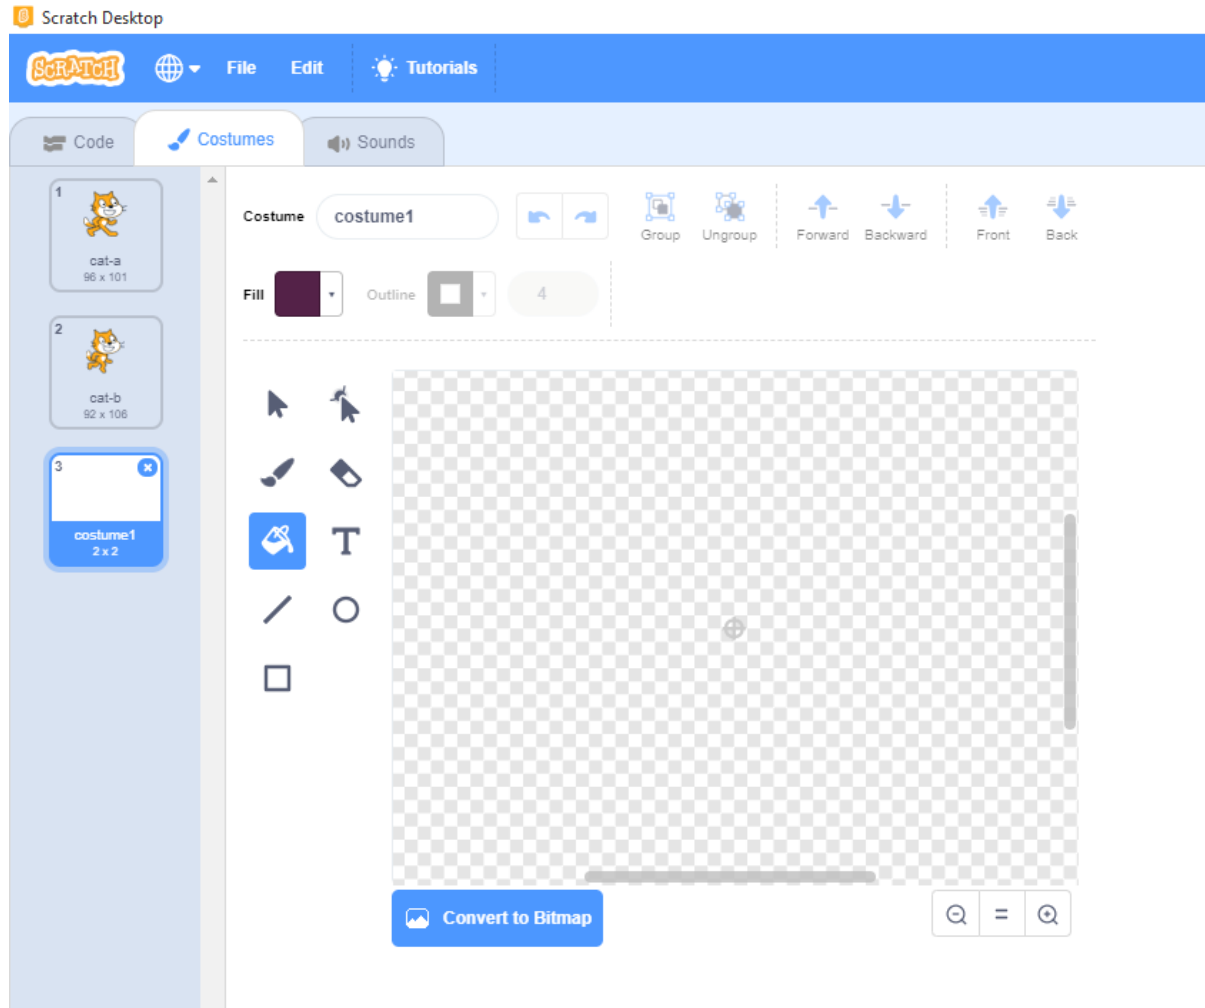 Scratch Desktop
SCRATCH File Edit Tutorials
Code Costumes Sounds
1
cat-a
96 x 101
2
cat-b
92 x 106
3
costume1
2 x 2
Costume costume1
Group Ungroup Forward Backward Front Back
Fill Outline 4
T
Convert to Bitmap